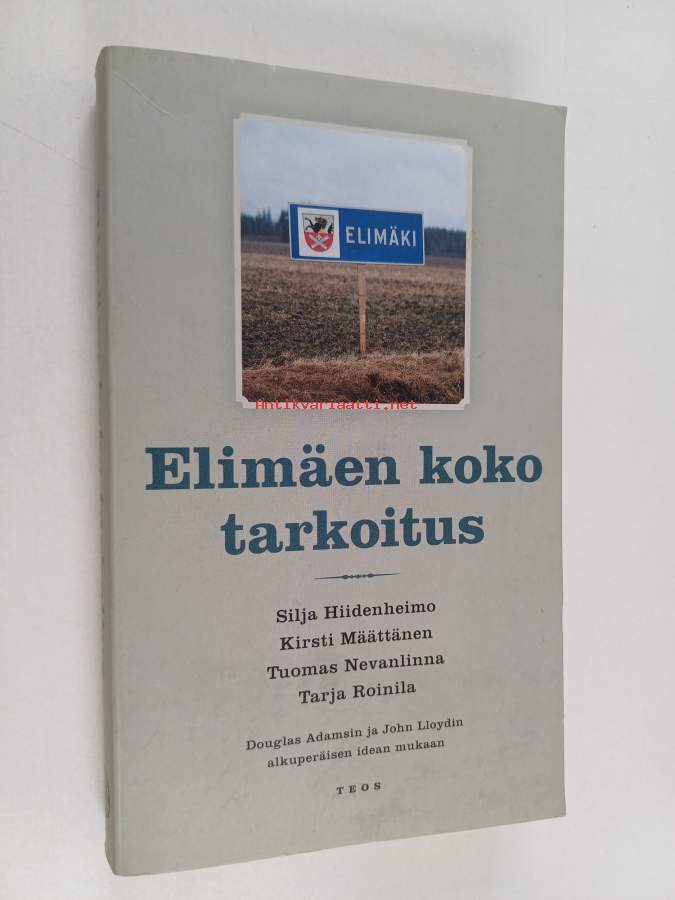 ELIMÄKI
Antikvariaatti.net
Elimäen koko
tarkoitus
Silja Hiidenheimo
Kirsti Määttänen
Tuomas Nevanlinna
Tarja Roinila
Douglas Adamsin ja John Lloydin
alkuperäisen idean mukaan
TEOS